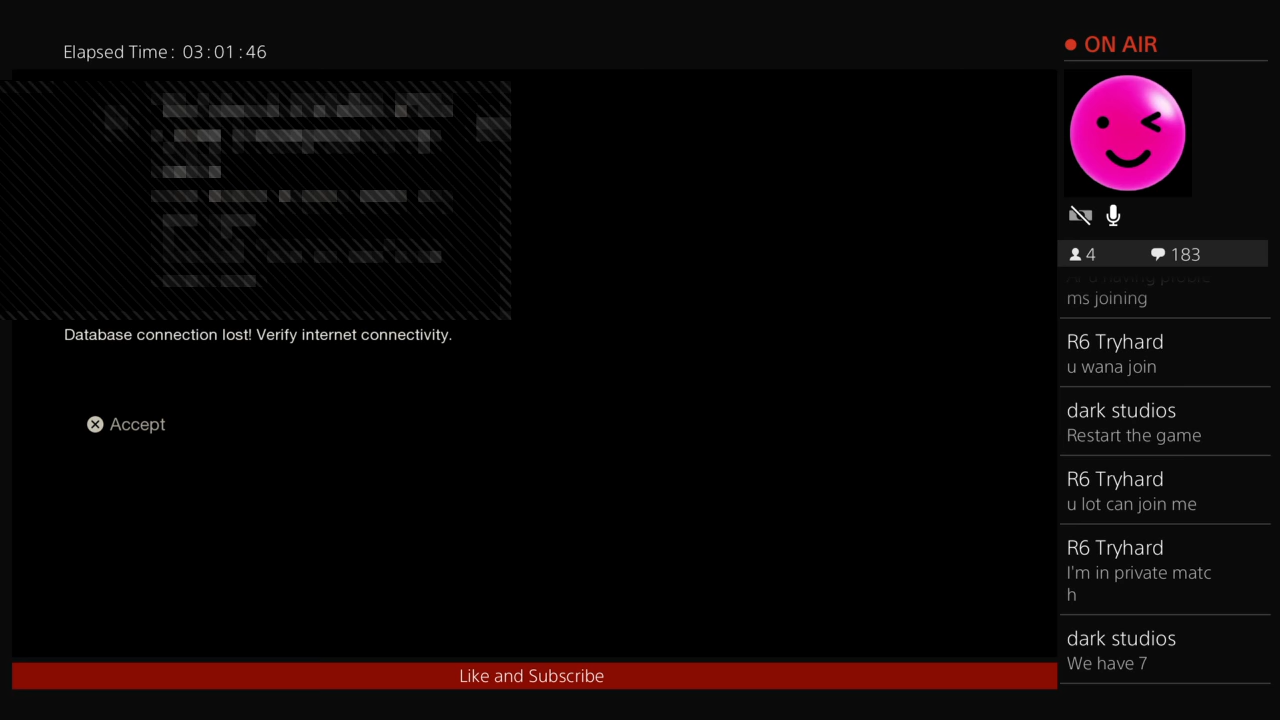 Elapsed Time: 03:01:46
ON AIR
4 183
ms joining
R6 Tryhard
u wana join
dark studios
Restart the game
R6 Tryhard
u lot can join me
R6 Tryhard
I'm in private matc
h
dark studios
We have 7
Database connection lost! Verify internet connectivity.
Accept
Like and Subscribe